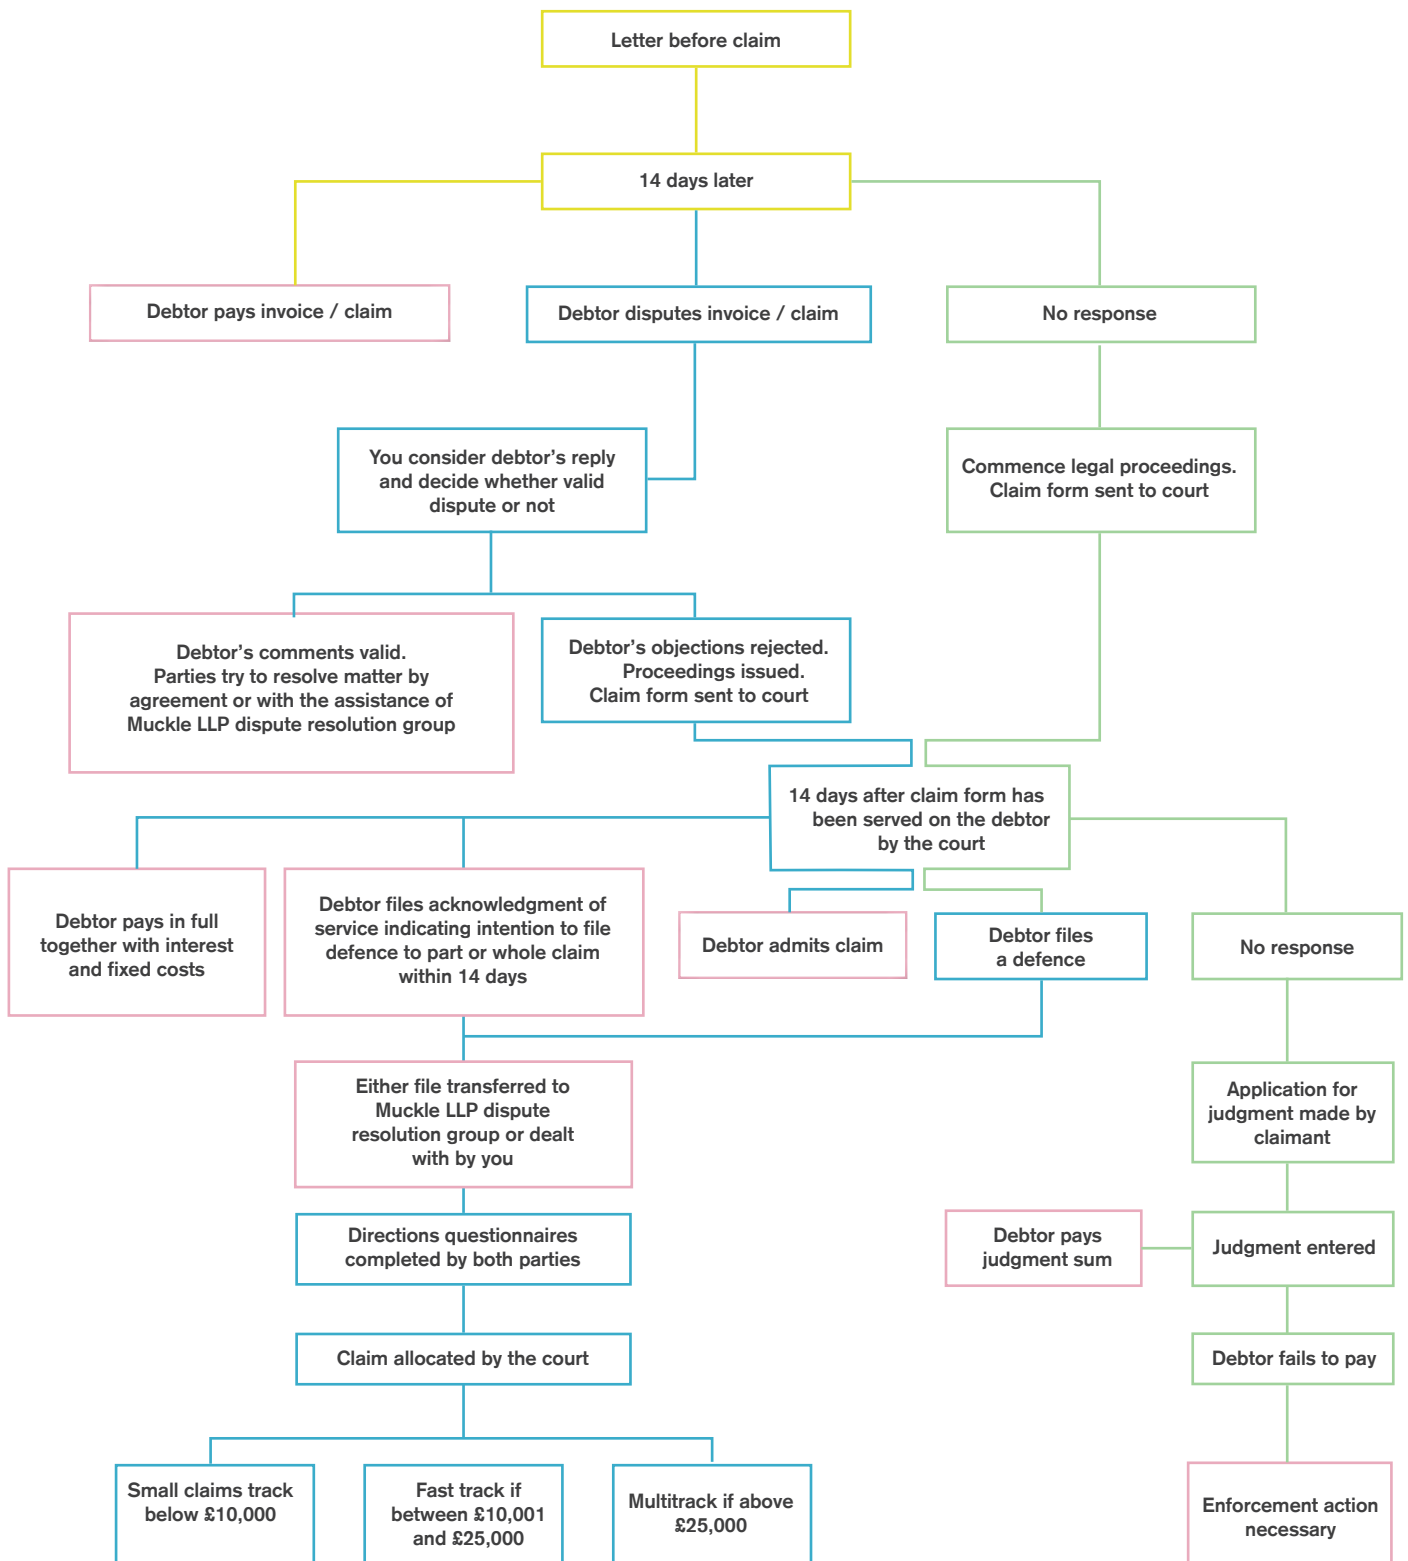 Letter before claim
14 days later
Debtor pays invoice / claim
Debtor disputes invoice / claim
No response
You consider debtor’s reply
and decide whether valid
dispute or not
Commence legal proceedings.
Claim form sent to court
Debtor’s comments valid.
Parties try to resolve matter by
agreement or with the assistance of
Muckle LLP dispute resolution group
Debtor’s objections rejected.
Proceedings issued.
Claim form sent to court
14 days after claim form has
been served on the debtor
by the court
Debtor pays in full
together with interest
and fixed costs
Debtor files acknowledgment of
service indicating intention to file
defence to part or whole claim
within 14 days
Debtor admits claim
Debtor files
a defence
No response
Either file transferred to
Muckle LLP dispute
resolution group or dealt
with by you
Application for
judgment made by
claimant
Directions questionnaires
completed by both parties
Debtor pays
judgment sum
Judgment entered
Claim allocated by the court
Debtor fails to pay
Small claims track
below £10,000
Fast track if
between £10,001
and £25,000
Multitrack if above
£25,000
Enforcement action
necessary